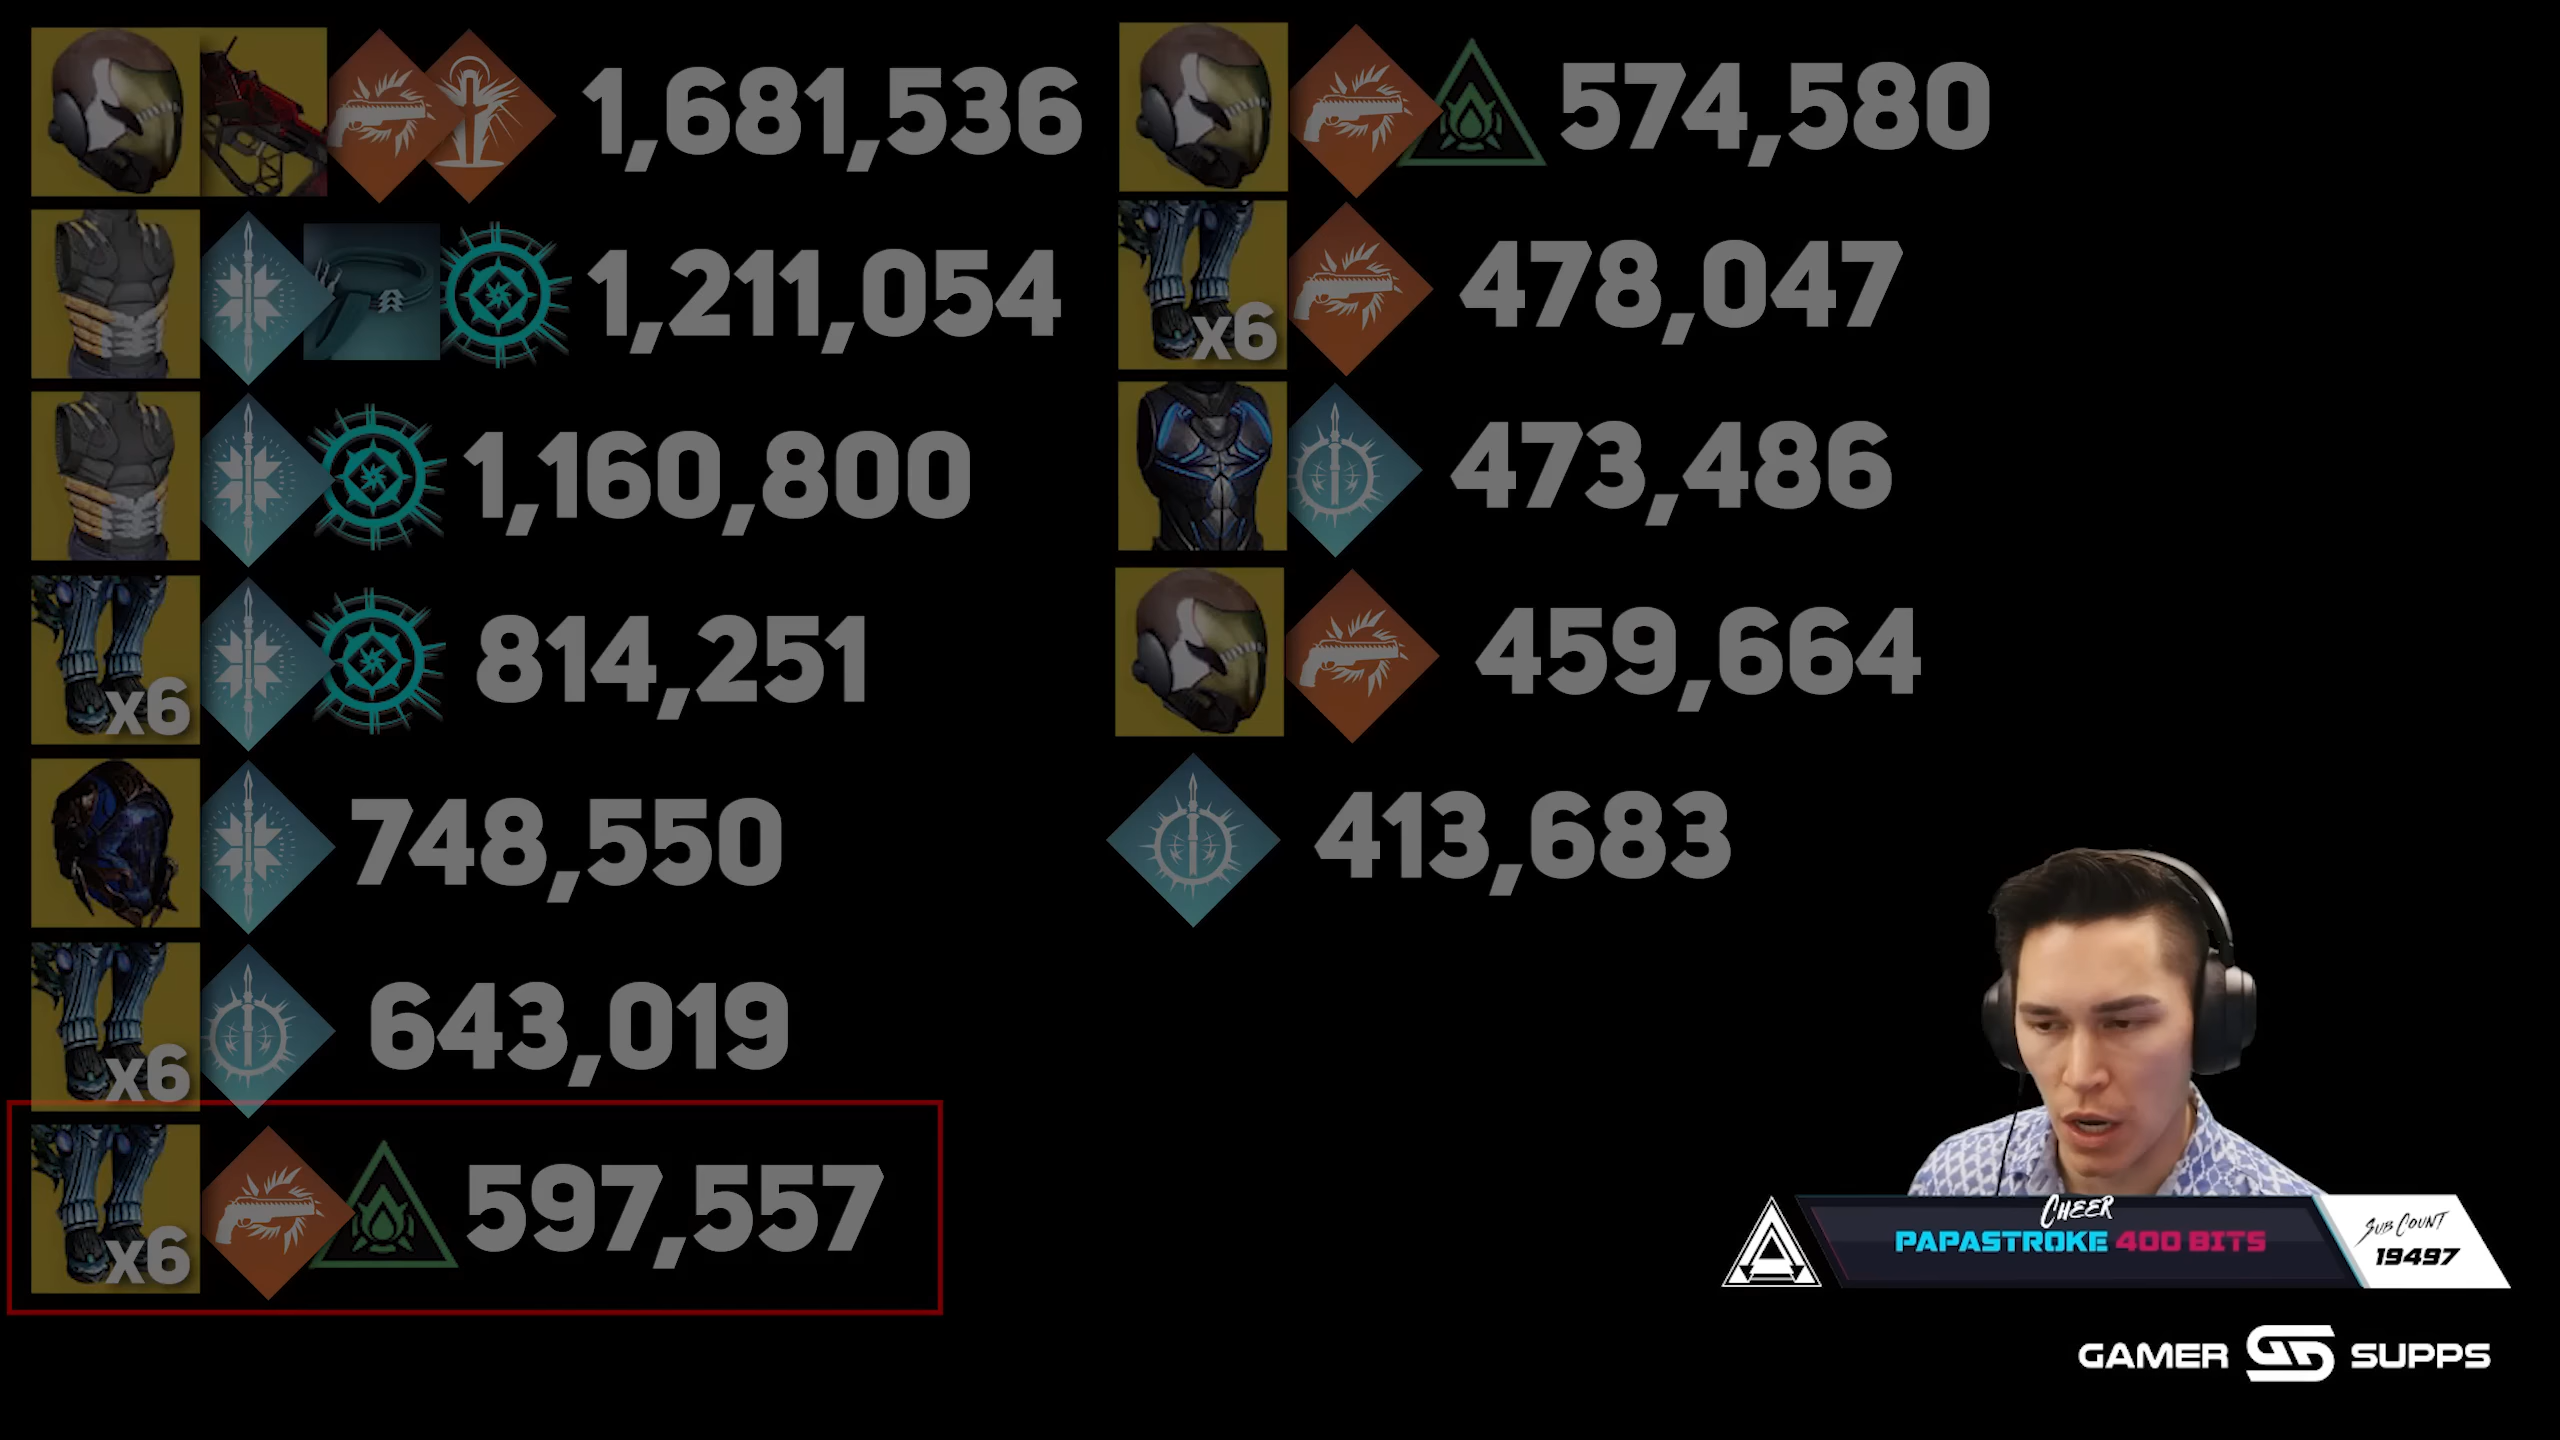 1,681,536
1,211,054
1,160,800
x6 814,251
748,550
x6 643,019
x6 597,557
574,580
x6 478,047
473,486
459,664
413,683
CHEER
PAPASTROKE 400 BITS
SUB COUNT
19497
GAMER GS SUPPS